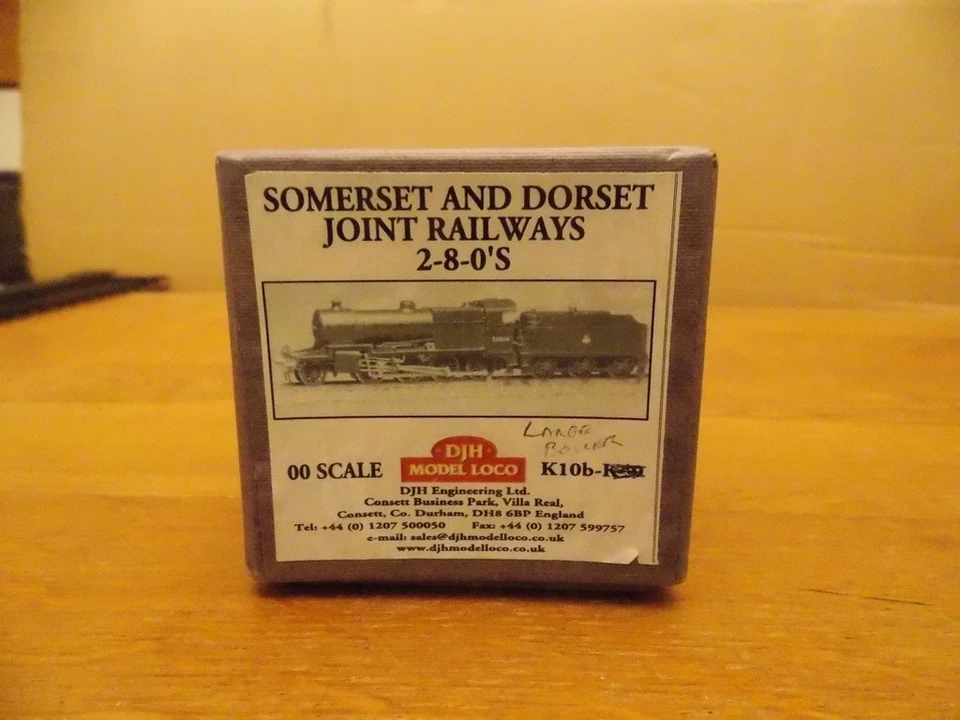 SOMERSET AND DORSET
JOINT RAILWAYS
2-8-0'S
LARGE
BOILER
00 SCALE DJH MODEL LOCO K10b-
DJH Engineering Ltd.
Consett Business Park, Villa Real,
Consett, Co. Durham, DH8 6BP England
Tel: +44 (0) 1207 500050 Fax: +44 (0) 1207 599757
e-mail: sales@djhmodelloco.co.uk
www.djhmodelloco.co.uk